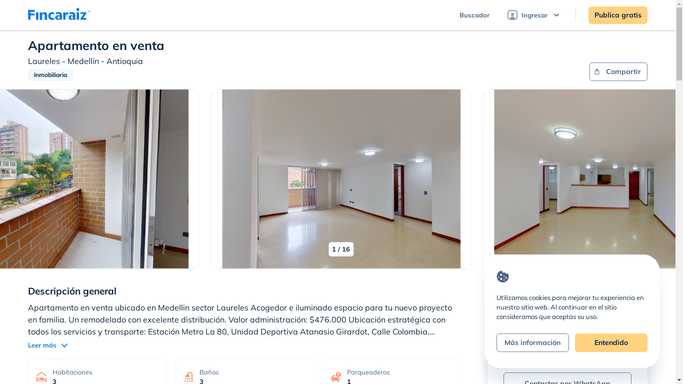 Fincaraiz
Buscador
Ingresar
Publica gratis
Apartamento en venta
Laureles - Medellín - Antioquia
Inmobiliaria
Compartir
1 / 16
Descripción general
Apartamento en venta ubicado en Medellin sector Laureles Acogedor e iluminado espacio para tu nuevo proyecto
en familia. Un remodelado con excelente distribución. Valor administración: $476.000 Ubicación estratégica con
todos los servicios y transporte: Estación Metro La 80, Unidad Deportiva Atanasio Girardot, Calle Colombia,...
Leer más
Habitaciones
3
Baños
3
Parqueaderos
1
Utilizamos cookies para mejorar tu experiencia en
nuestro sitio web. Al continuar en el sitio
consideramos que aceptas su uso.
Más información
Entendido
Contactar por WhatsApp